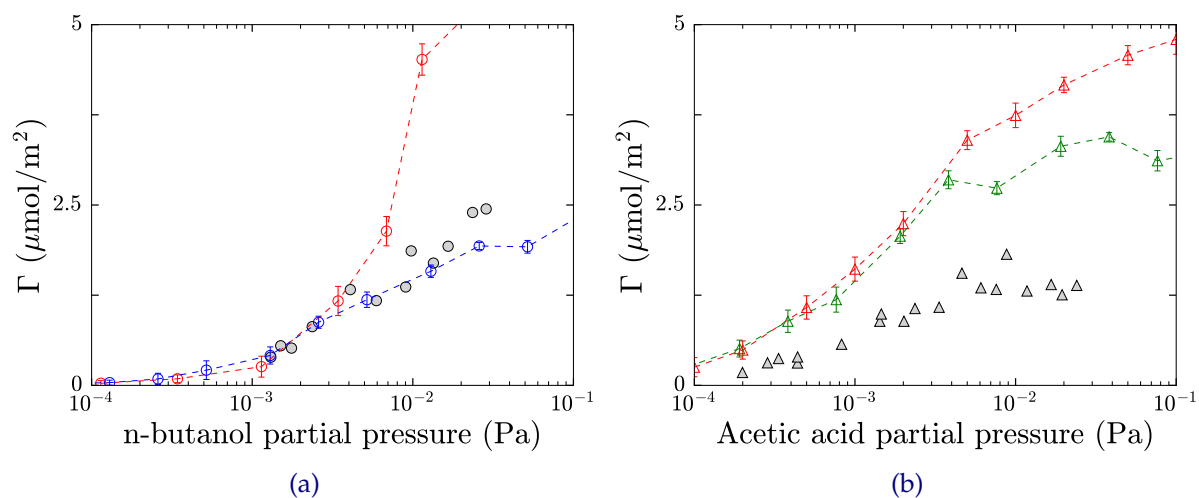 5
2.5
0
Γ (μmol/m²)
10⁻⁴ 10⁻³ 10⁻² 10⁻¹
n-butanol partial pressure (Pa)
(a)
5
2.5
0
Γ (μmol/m²)
10⁻⁴ 10⁻³ 10⁻² 10⁻¹
Acetic acid partial pressure (Pa)
(b)